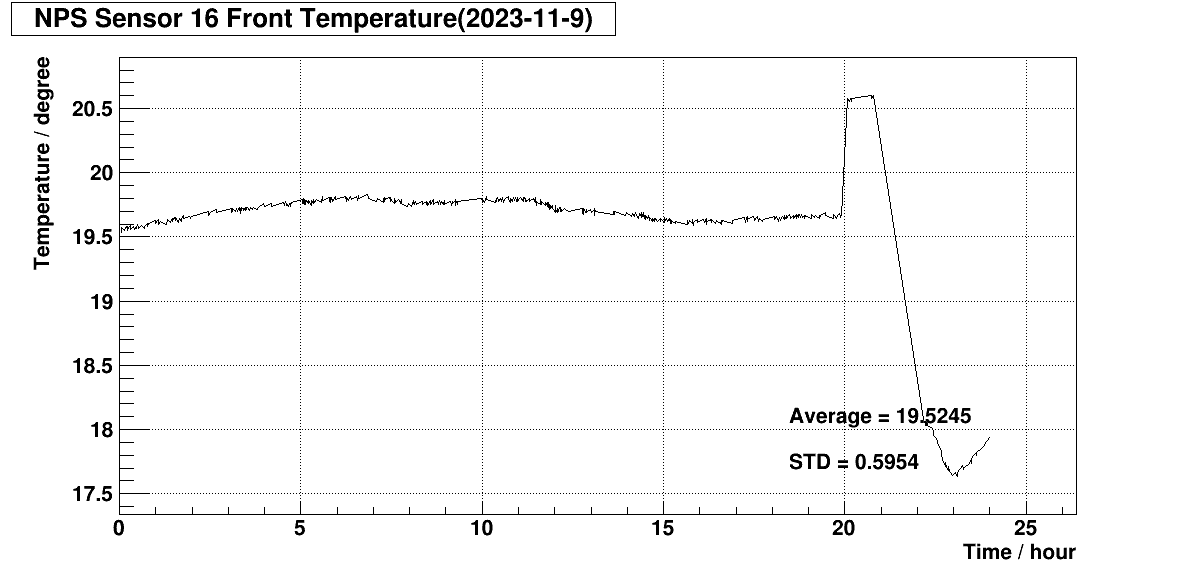 NPS Sensor 16 Front Temperature(2023-11-9)
Temperature / degree
20.5
20
19.5
19
18.5
18
17.5
Average = 19.5245
STD = 0.5954
0 5 10 15 20 25
Time / hour